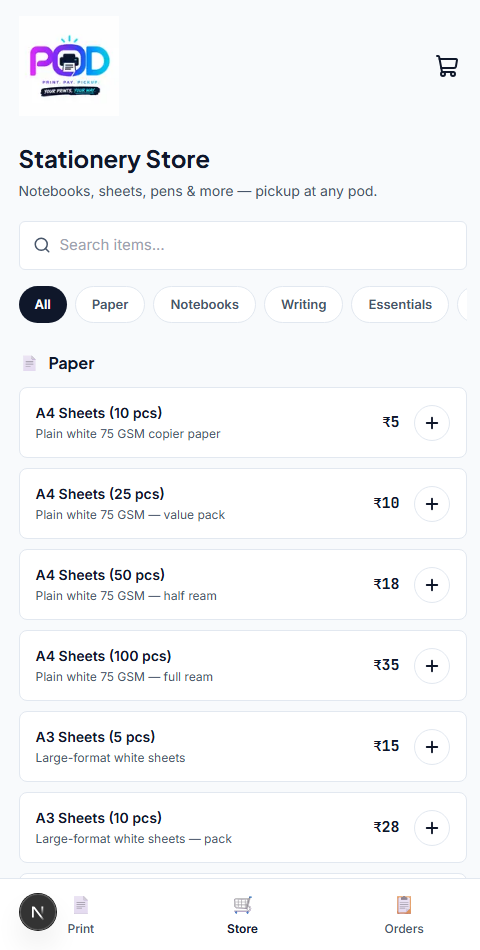 POD
PRINT. PAY. PICKUP.
YOUR PRINTS, YOUR WAY
Stationery Store
Notebooks, sheets, pens & more — pickup at any pod.
Search items...
All
Paper
Notebooks
Writing
Essentials
Paper
A4 Sheets (10 pcs)
₹5
Plain white 75 GSM copier paper
A4 Sheets (25 pcs)
₹10
Plain white 75 GSM — value pack
A4 Sheets (50 pcs)
₹18
Plain white 75 GSM — half ream
A4 Sheets (100 pcs)
₹35
Plain white 75 GSM — full ream
A3 Sheets (5 pcs)
₹15
Large-format white sheets
A3 Sheets (10 pcs)
₹28
Large-format white sheets — pack
N
Print
Store
Orders